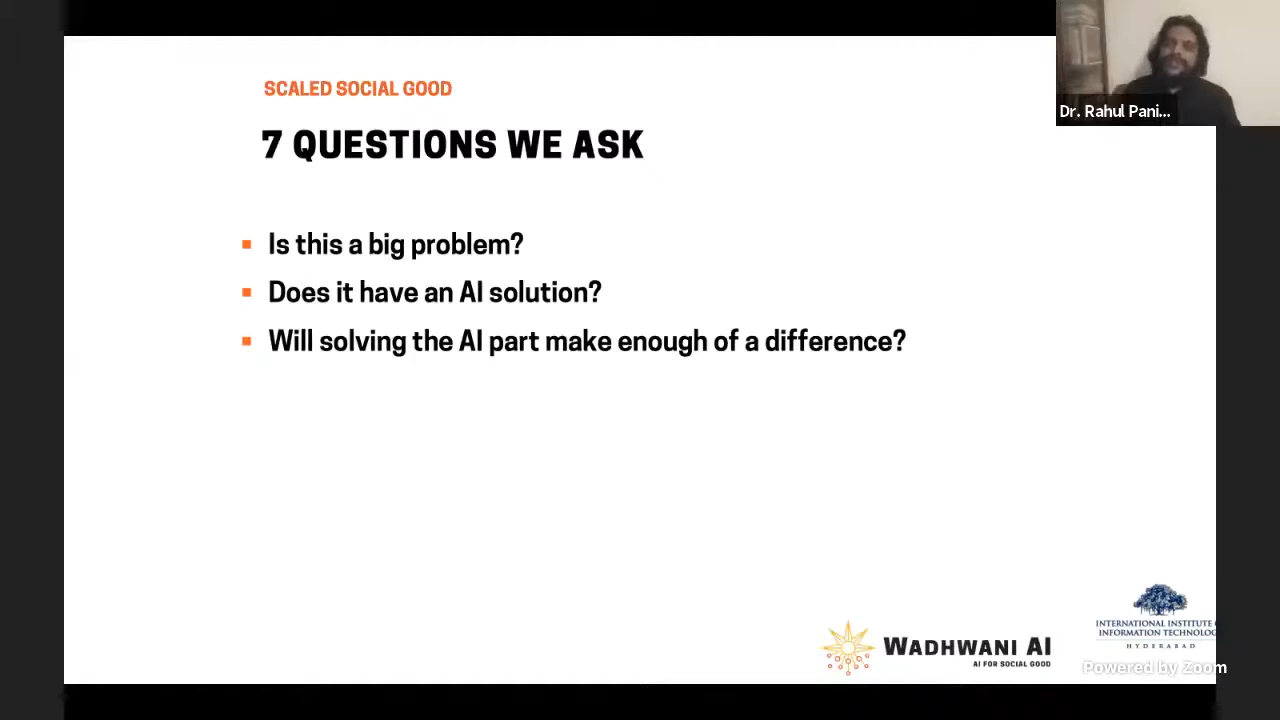 SCALED SOCIAL GOOD
7 QUESTIONS WE ASK
Is this a big problem?
Does it have an AI solution?
Will solving the AI part make enough of a difference?
Dr. Rahul Pani...
WADHWANI AI
AI FOR SOCIAL GOOD
INTERNATIONAL INSTITUTE
INFORMATION TECHNOLOG
HYDERABAD
Powered by Zoom